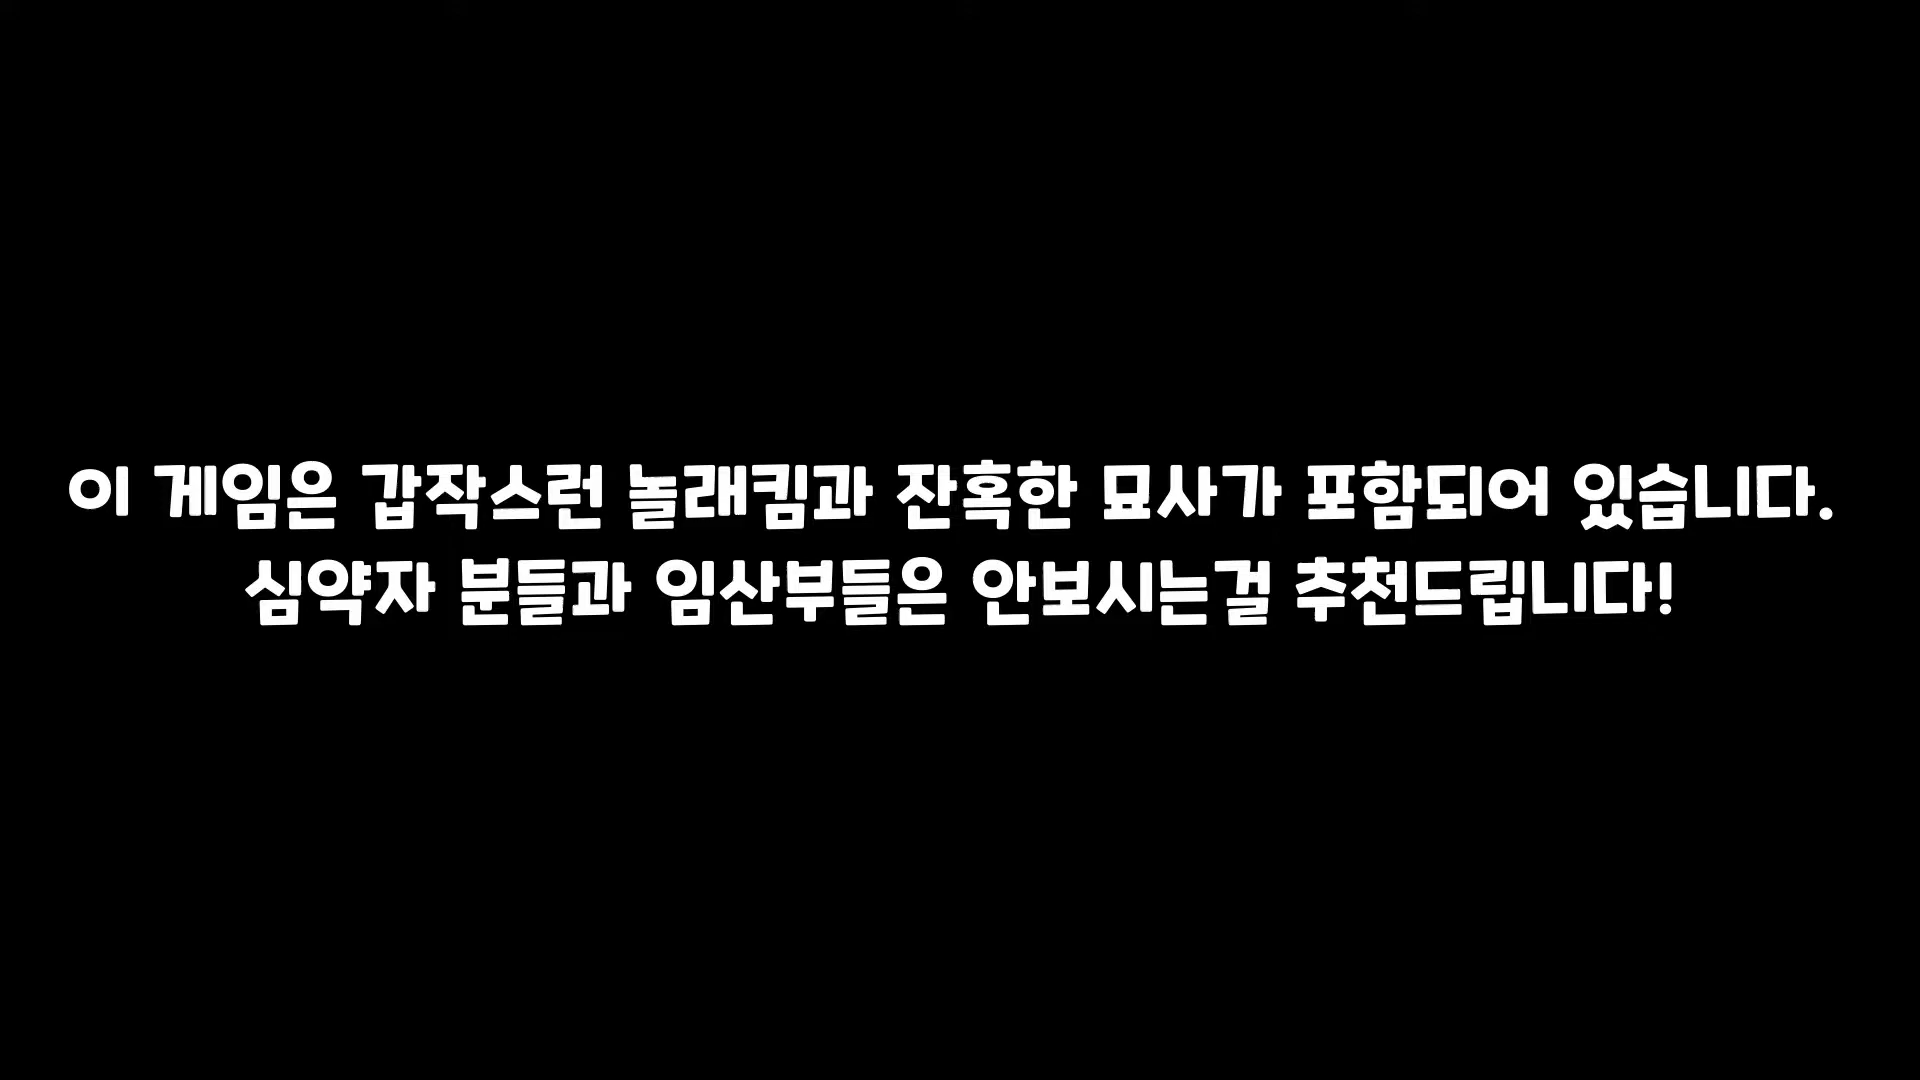 이 게임은 갑작스런 놀래킴과 잔혹한 묘사가 포함되어 있습니다.
심약자 분들과 임산부들은 안보시는걸 추천드립니다!